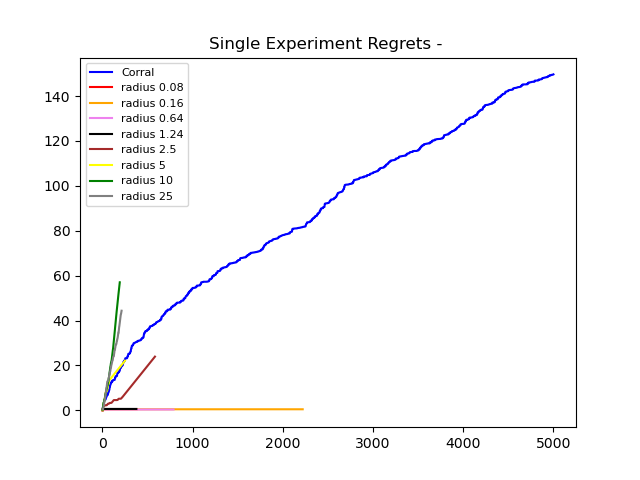 Single Experiment Regrets -
Corral
radius 0.08
radius 0.16
radius 0.64
radius 1.24
radius 2.5
radius 5
radius 10
radius 25
140
120
100
80
60
40
20
0
0 1000 2000 3000 4000 5000